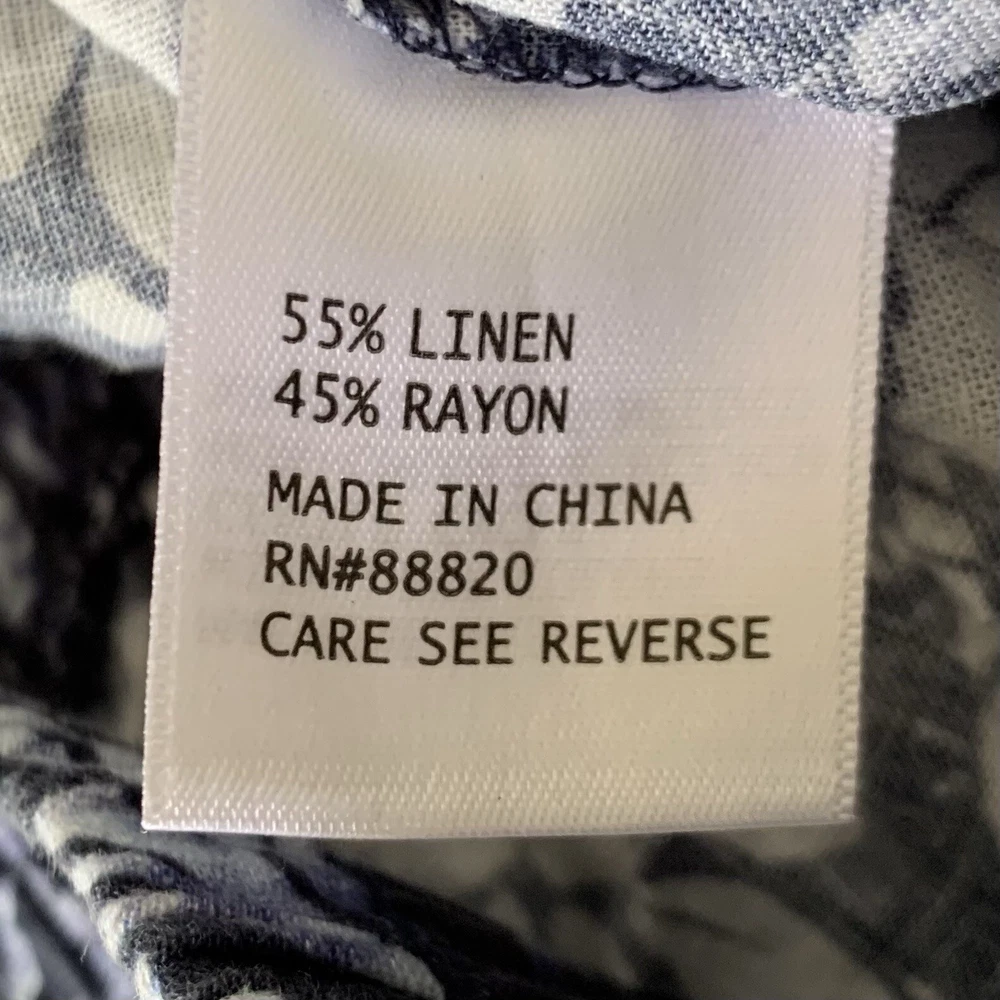 55% LINEN
45% RAYON
MADE IN CHINA
RN#88820
CARE SEE REVERSE